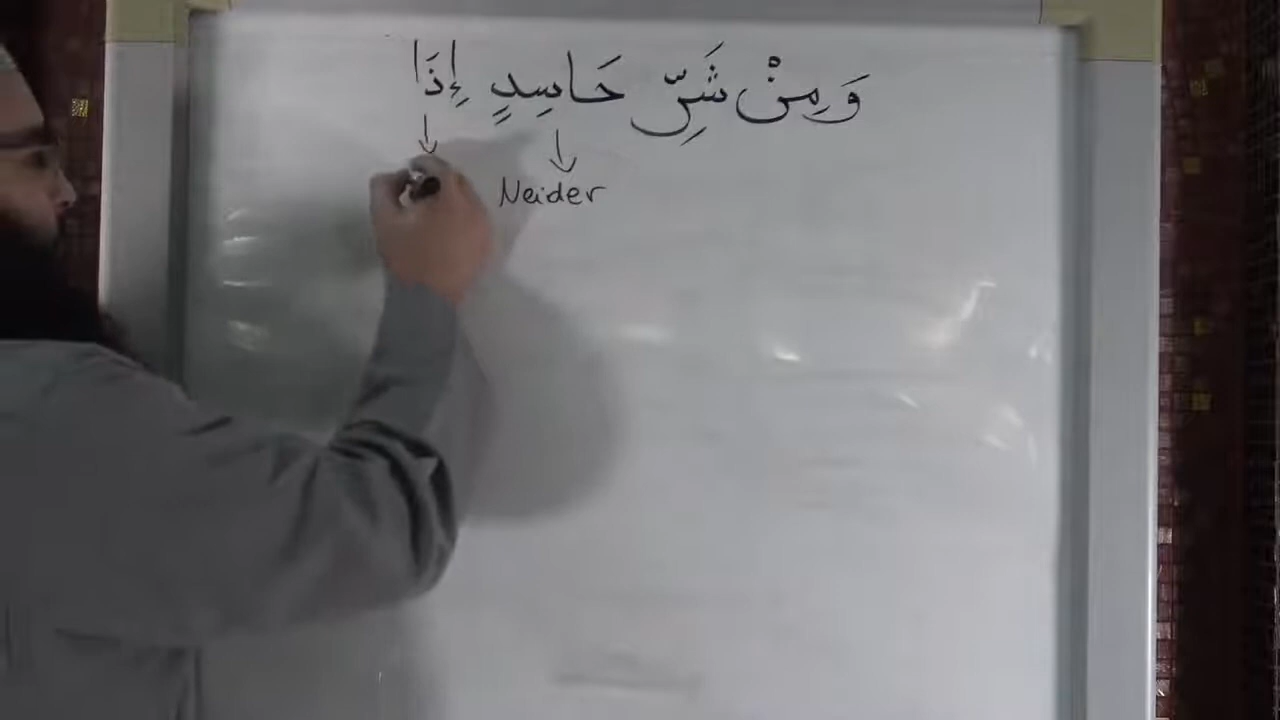 وَمِنْ شَرِّ حَاسِدٍ إِذَا
Neider